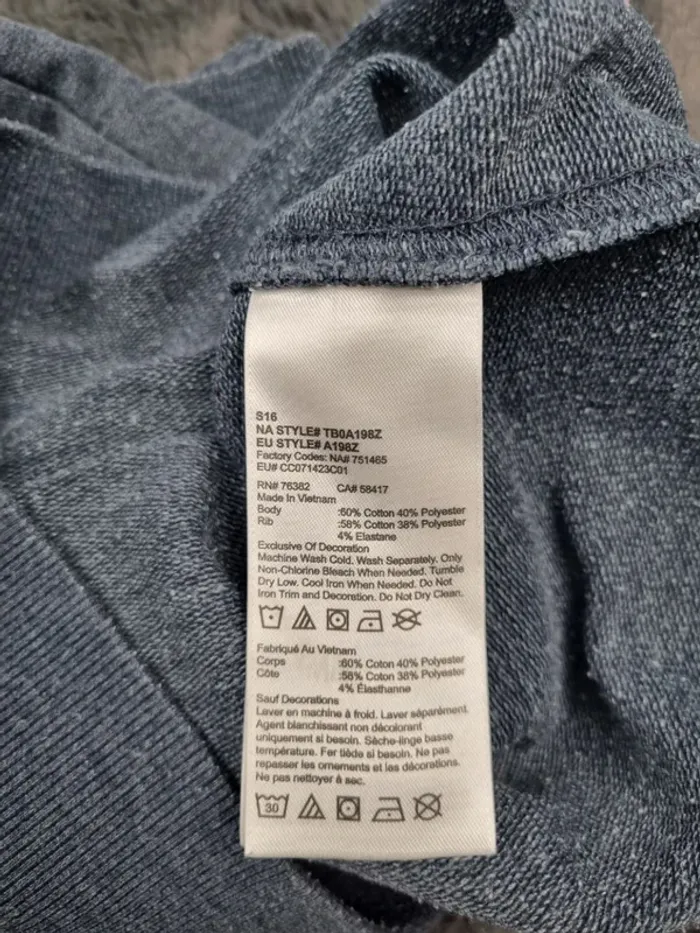 S16
NA STYLE# TB0A198Z
EU STYLE# A198Z
Factory Codes: NA# 751465
EU# CC071423C01
RN# 76382 CA# 58417
Made In Vietnam
Body :60% Cotton 40% Polyester
Rib :58% Cotton 38% Polyester
4% Elastane
Exclusive Of Decoration
Machine Wash Cold. Wash Separately. Only
Non-Chlorine Bleach When Needed. Tumble
Dry Low. Cool Iron When Needed. Do Not
Iron Trim and Decoration. Do Not Dry Clean.
Fabriqué Au Vietnam
Corps :60% Coton 40% Polyester
Côte :58% Coton 38% Polyester
4% Élasthanne
Sauf Decorations
Laver en machine à froid. Laver séparément.
Agent blanchissant non décolorant
uniquement si besoin. Sèche-linge basse
température. Fer tiède si besoin. Ne pas
repasser les ornements et les décorations.
Ne pas nettoyer à sec.
30